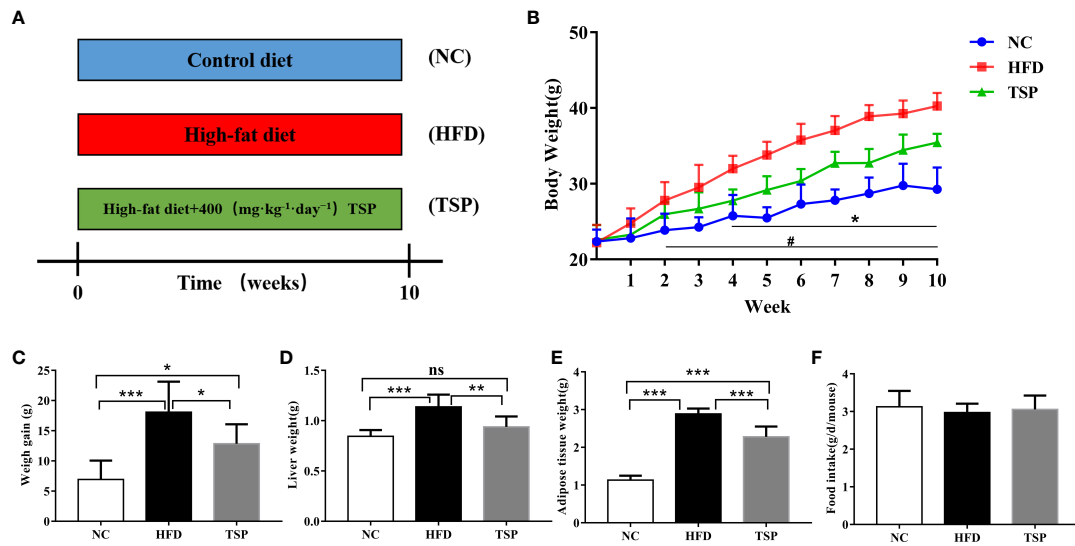 A
Control diet
(NC)
High-fat diet
(HFD)
High-fat diet+400（mg·kg⁻¹·day⁻¹）TSP
(TSP)
Time （weeks）
0
10
B
Body Weight(g)
50
40
30
20
*
#
1 2 3 4 5 6 7 8 9 10
Week
NC
HFD
TSP
C
Weigh gain (g)
25
20
15
10
5
0
*
*** *
NC HFD TSP
D
Liver weight(g)
1.5
1.0
0.5
0.0
ns
*** **
NC HFD TSP
E
Adipose tissue weight(g)
4
3
2
1
0
***
*** ***
NC HFD TSP
F
Food intake(g/d/mouse)
4
3
2
1
0
NC HFD TSP